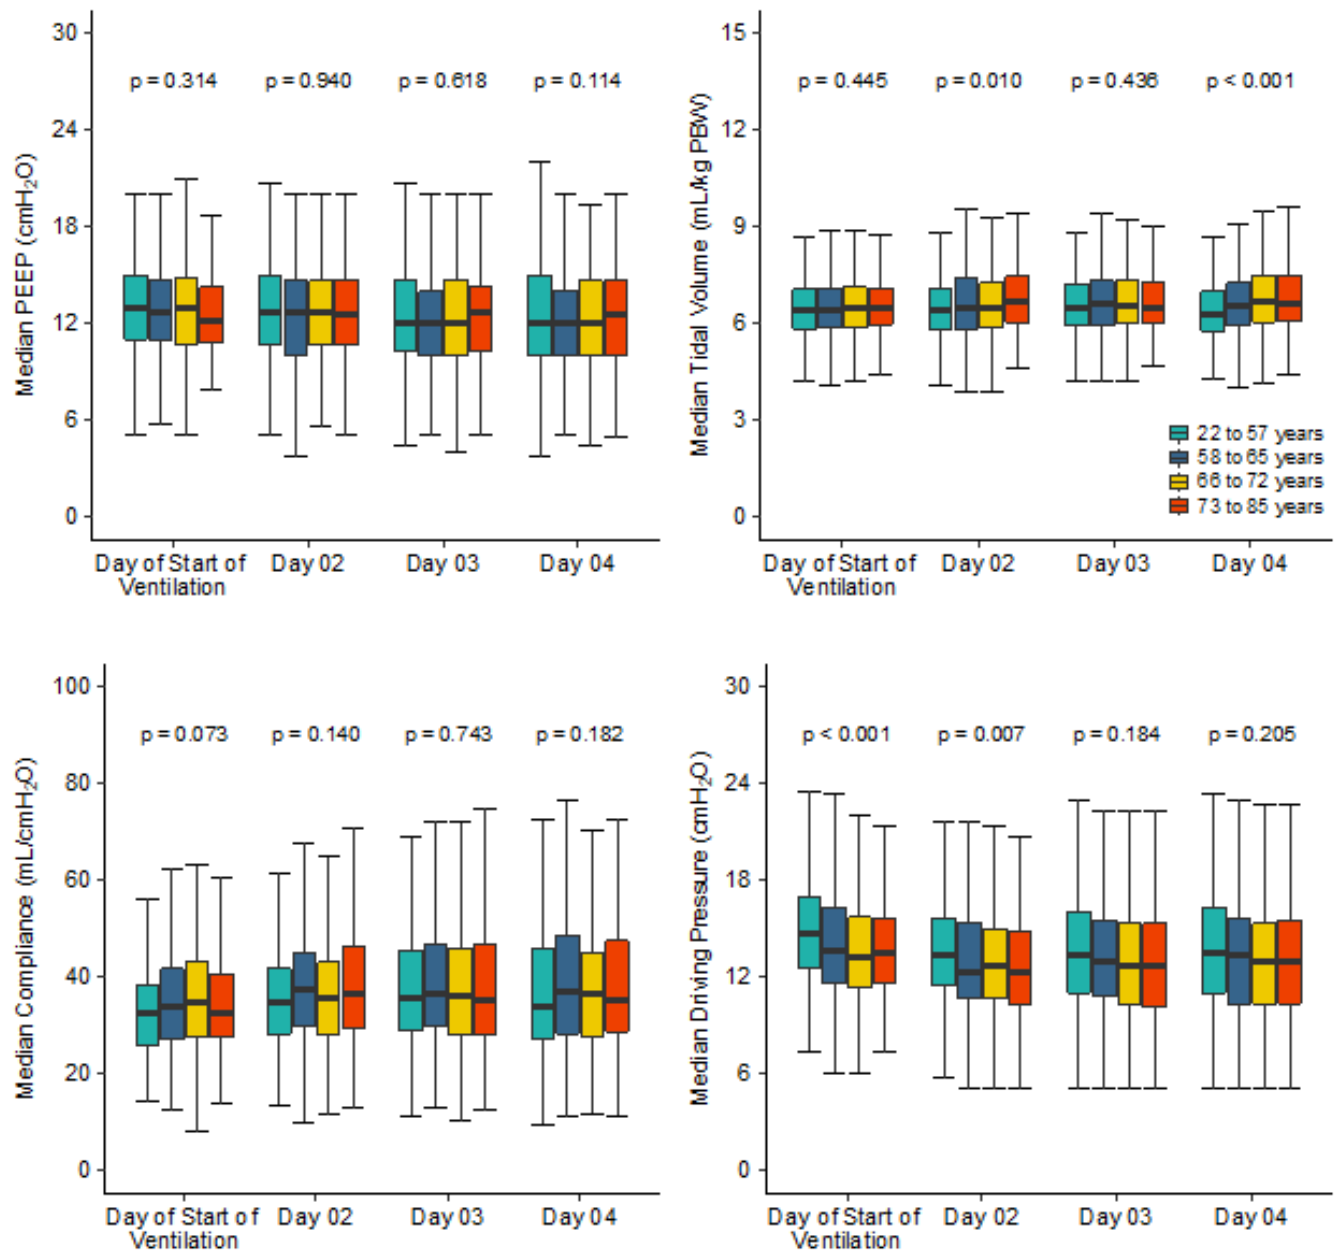 Median PEEP (cmH₂O)
30
24
18
12
6
0
p = 0.314 p = 0.940 p = 0.618 p = 0.114
Day of Start of Ventilation
Day 02
Day 03
Day 04
Median Tidal Volume (mL/kg PBW)
15
12
9
6
3
0
p = 0.445 p = 0.010 p = 0.436 p < 0.001
22 to 57 years
58 to 65 years
66 to 72 years
73 to 85 years
Day of Start of Ventilation
Day 02
Day 03
Day 04
Median Compliance (mL/cmH₂O)
100
80
60
40
20
0
p = 0.073 p = 0.140 p = 0.743 p = 0.182
Day of Start of Ventilation
Day 02
Day 03
Day 04
Median Driving Pressure (cmH₂O)
30
24
18
12
6
0
p < 0.001 p = 0.007 p = 0.184 p = 0.205
Day of Start of Ventilation
Day 02
Day 03
Day 04